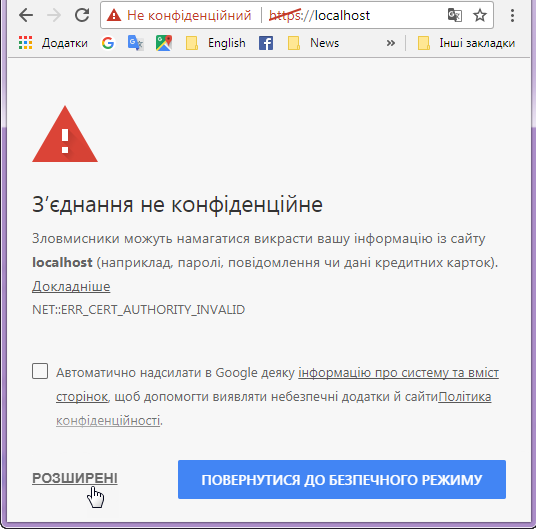 Не конфіденційний https://localhost
Додатки English News » Інші закладки
З’єднання не конфіденційне
Зловмисники можуть намагатися викрасти вашу інформацію із сайту
localhost (наприклад, паролі, повідомлення чи дані кредитних карток).
Докладніше
NET::ERR_CERT_AUTHORITY_INVALID
Автоматично надсилати в Google деяку інформацію про систему та вміст
сторінок, щоб допомогти виявляти небезпечні додатки й сайтиПолітика
конфіденційності.
РОЗШИРЕНІ ПОВЕРНУТИСЯ ДО БЕЗПЕЧНОГО РЕЖИМУ